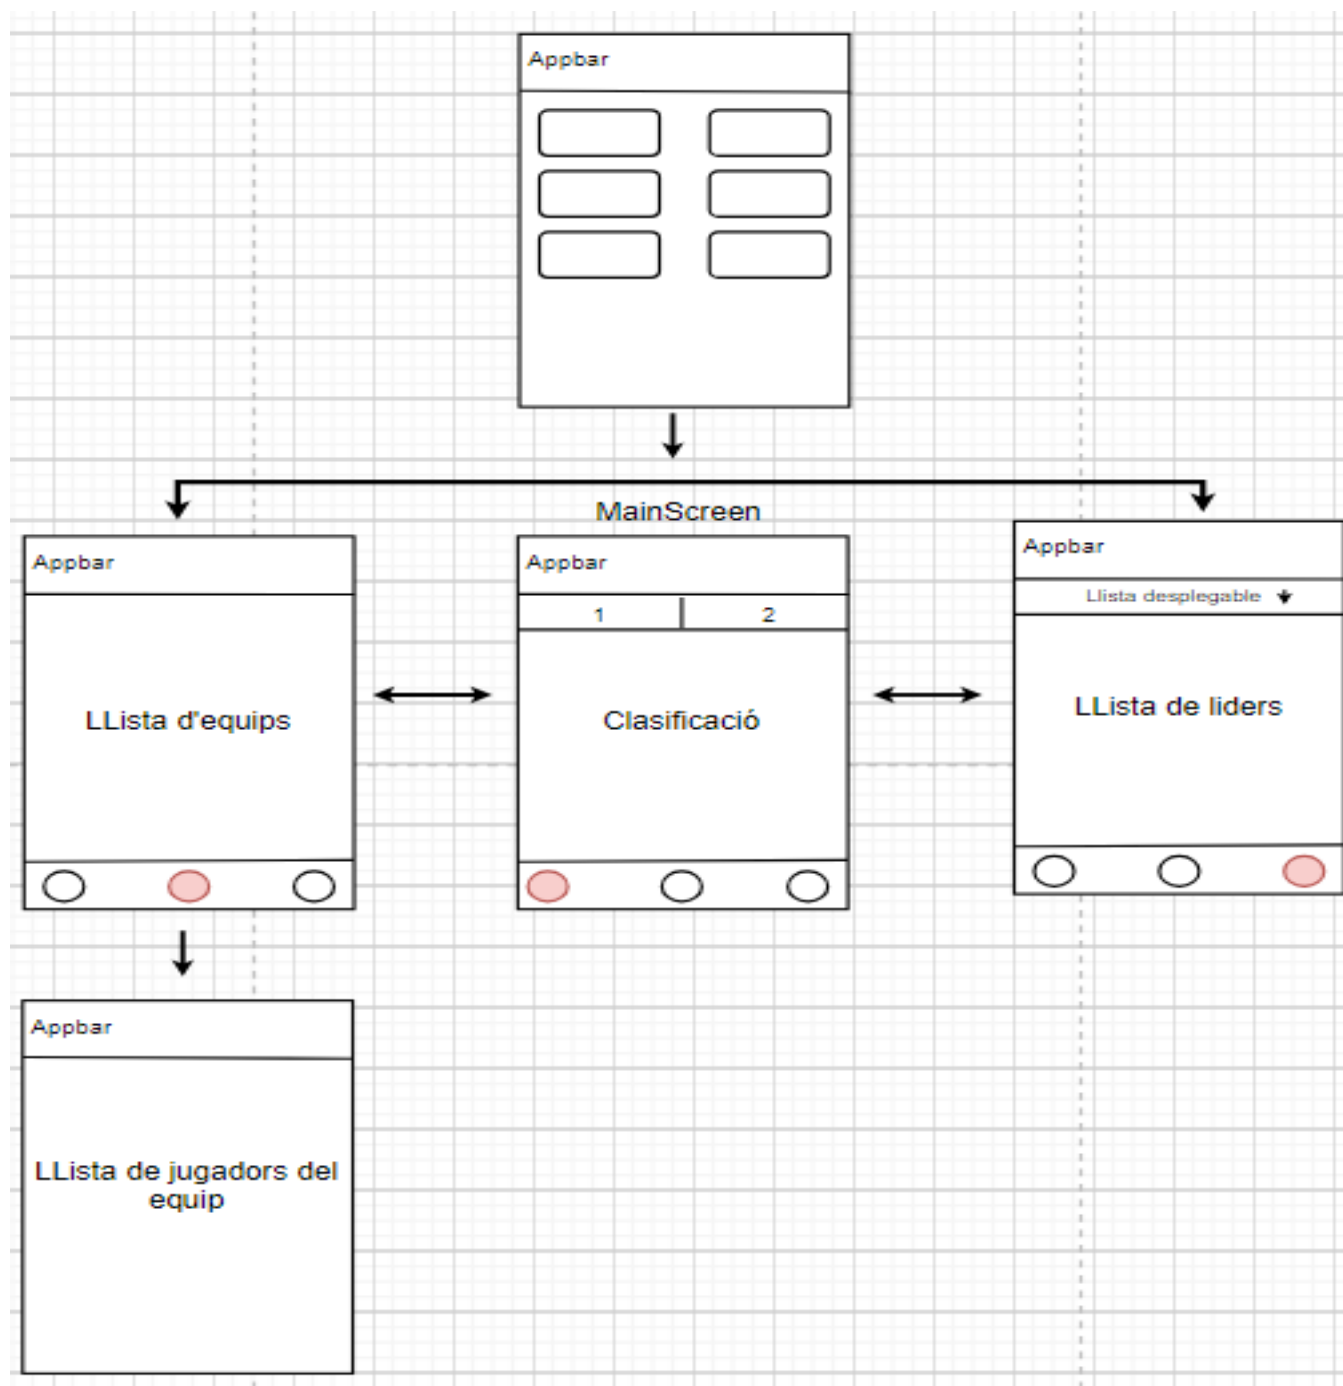 Appbar
MainScreen
Appbar
LLista d'equips
Appbar
1 2
Clasificació
Appbar
Llista desplegable
LLista de liders
Appbar
LLista de jugadors del
equip